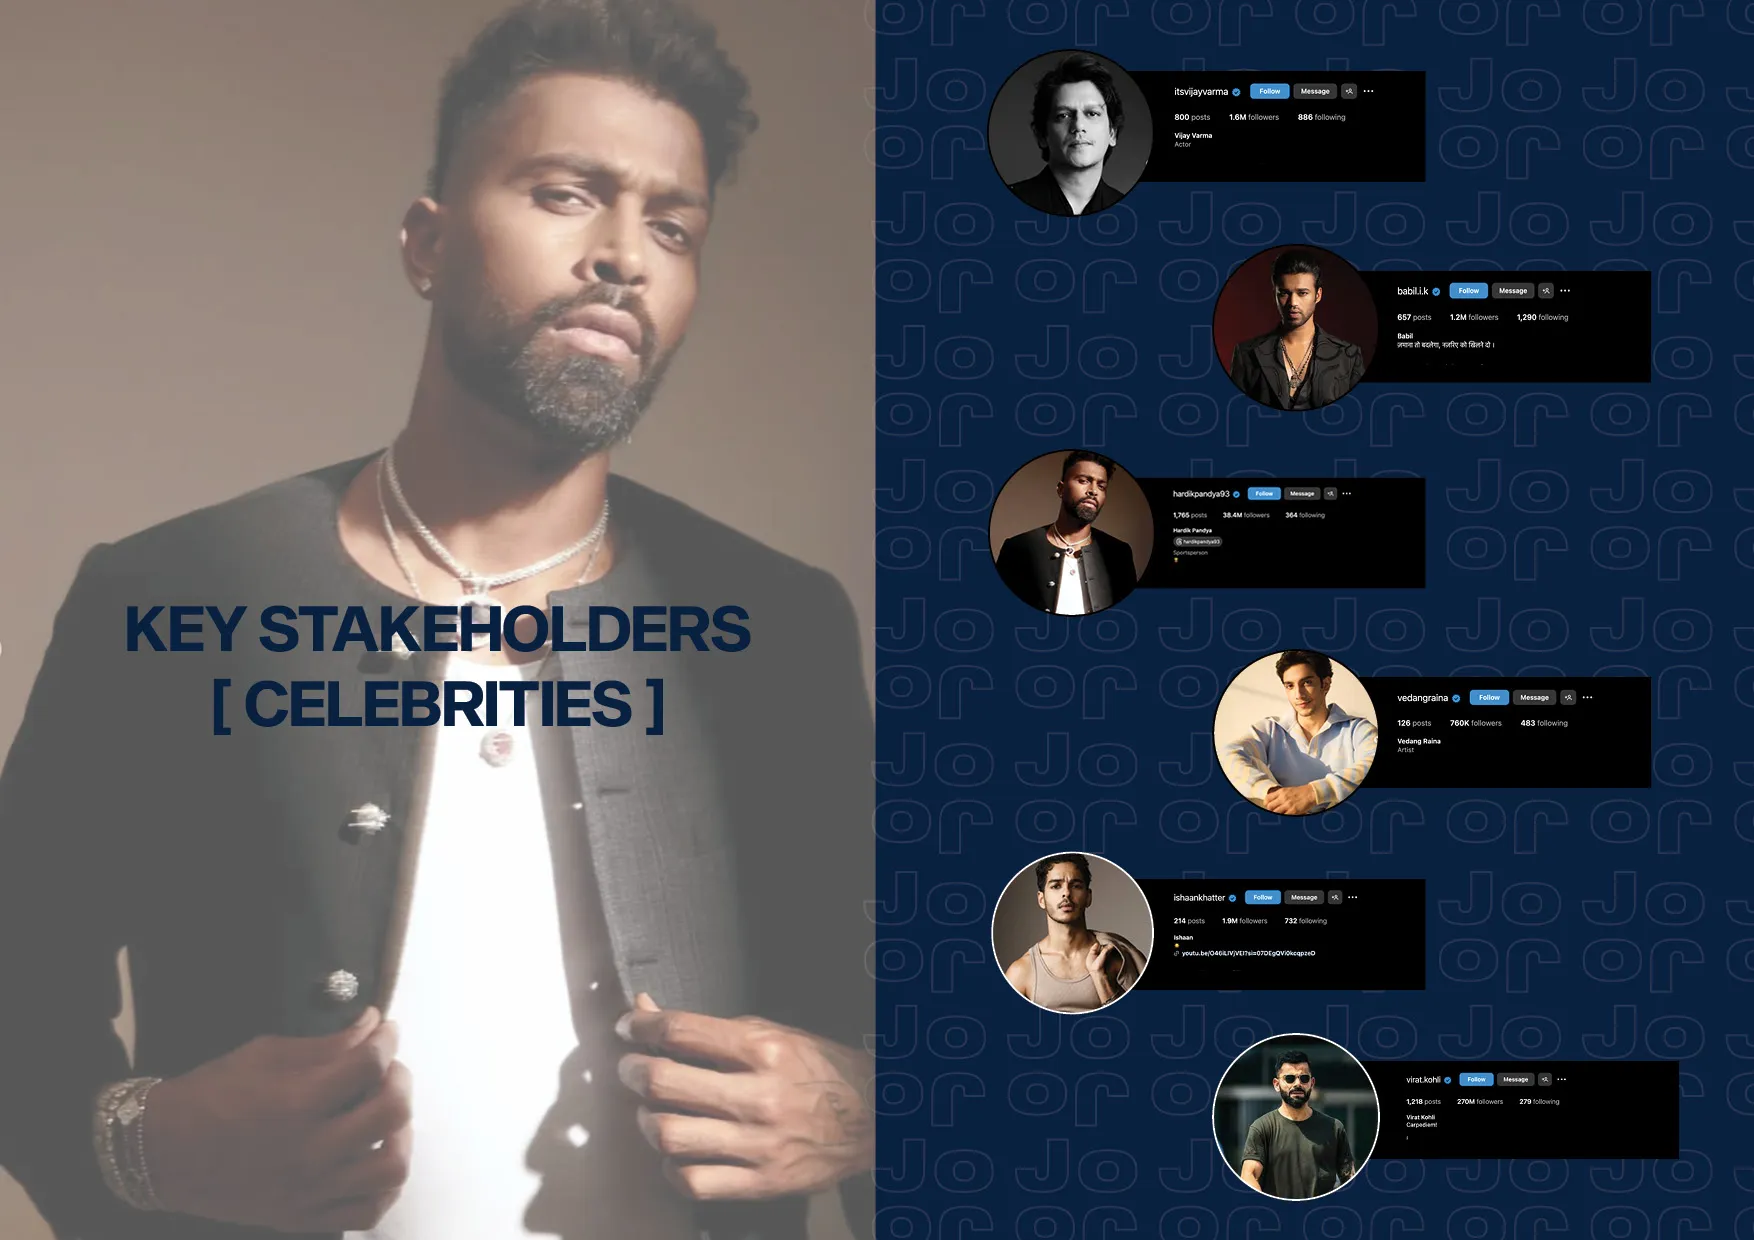 KEY STAKEHOLDERS
[ CELEBRITIES ]
itsvijayvarma Follow Message
800 posts 1.6M followers 886 following
Vijay Varma
Actor
babil.i.k Follow Message
657 posts 1.2M followers 1,290 following
Babil
ज़माना तो बदलेगा, नज़रिए को खिलने दो ।
hardikpandya93 Follow Message
1,765 posts 38.4M followers 364 following
Hardik Pandya
hardikpandya93
Sportsperson
vedangraina Follow Message
126 posts 760K followers 483 following
Vedang Raina
Artist
ishaankhatter Follow Message
214 posts 1.9M followers 732 following
Ishaan
virat.kohli Follow Message
1,218 posts 270M followers 279 following
Virat Kohli
Carpediem!